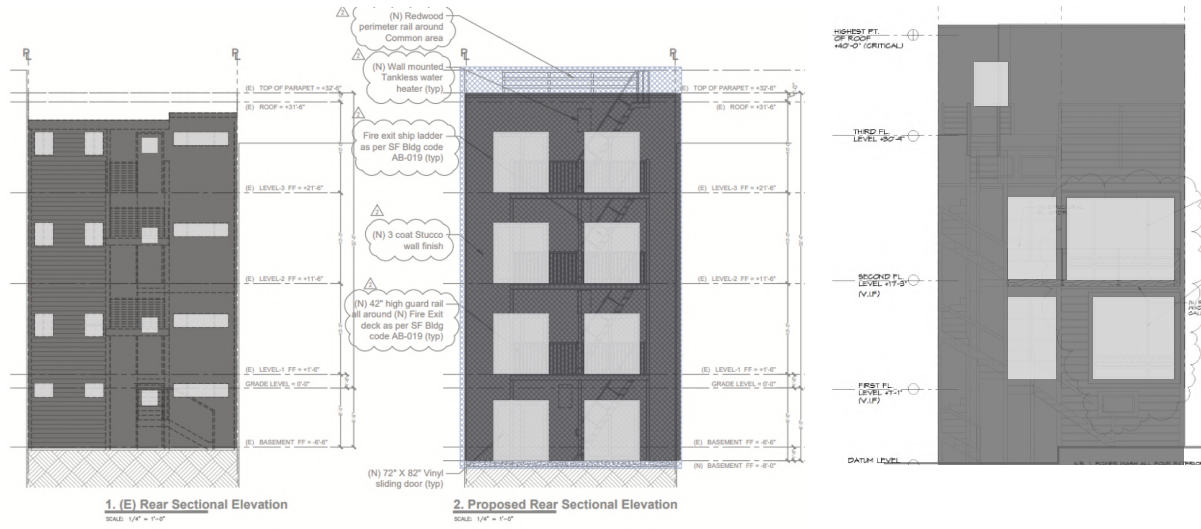 P/L
P/L
(E) TOP OF PARAPET = +32'-6"
(E) ROOF = +31'-6"
(E) LEVEL-3 FF = +21'-6"
(E) LEVEL-2 FF = +11'-6"
(E) LEVEL-1 FF = +1'-6"
GRADE LEVEL = 0'-0"
(E) BASEMENT FF = -6'-6"
1. (E) Rear Sectional Elevation
SCALE: 1/4" = 1'-0"
2
(N) Redwood
perimeter rail around
Common area
2
(N) Wall mounted
Tankless water
heater (typ)
2
Fire exit ship ladder
as per SF Bldg code
AB-019 (typ)
2
(N) 3 coat Stucco
wall finish
2
(N) 42" high guard rail
all around (N) Fire Exit
deck as per SF Bldg
code AB-019 (typ)
(N) 72" X 82" Vinyl
sliding door (typ)
P/L
P/L
(E) TOP OF PARAPET = +32'-6"
(E) ROOF = +31'-6"
(E) LEVEL-3 FF = +21'-6"
(E) LEVEL-2 FF = +11'-6"
(E) LEVEL-1 FF = +1'-6"
GRADE LEVEL = 0'-0"
(E) BASEMENT FF = -6'-6"
(N) BASEMENT FF = -8'-0"
2. Proposed Rear Sectional Elevation
SCALE: 1/4" = 1'-0"
HIGHEST PT.
OF ROOF
+40'-0" (CRITICAL)
THIRD FL.
LEVEL +30'-4"
SECOND FL.
LEVEL +17'-3"
(V.I.F)
FIRST FL.
LEVEL +7'-1"
(V.I.F)
DATUM LEVEL